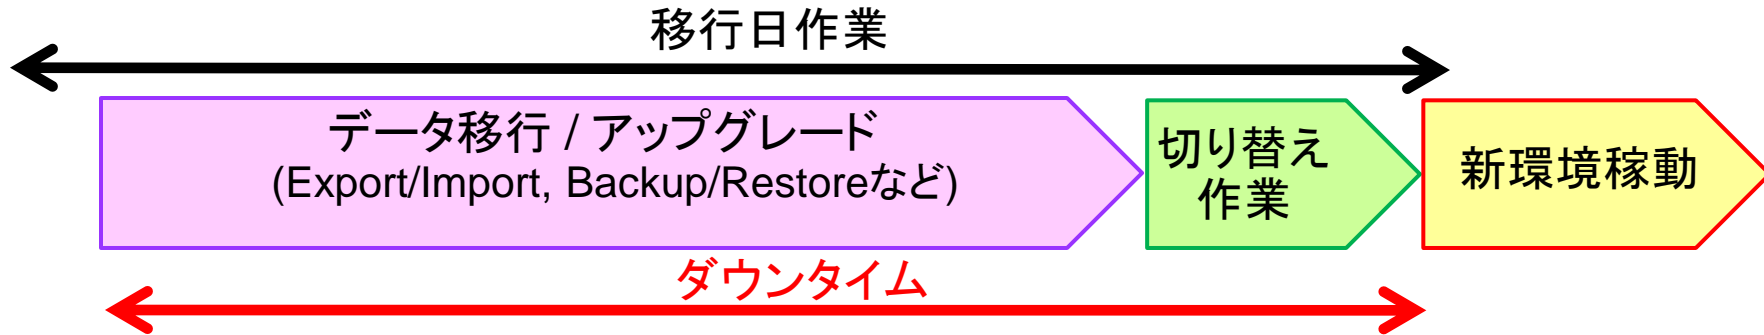 移行日作業
データ移行 / アップグレード
(Export/Import, Backup/Restoreなど)
切り替え
作業
新環境稼動
ダウンタイム